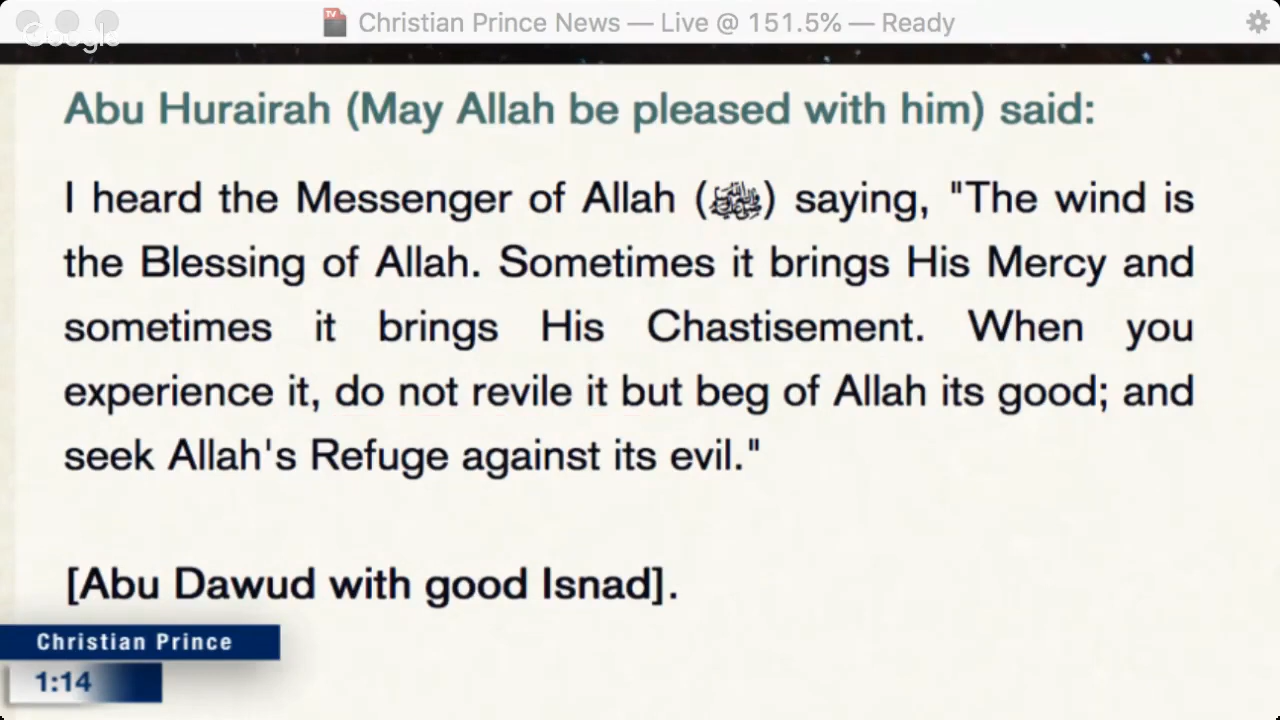 Christian Prince News — Live @ 151.5% — Ready
Google
Abu Hurairah (May Allah be pleased with him) said:
I heard the Messenger of Allah (ﷺ) saying, "The wind is
the Blessing of Allah. Sometimes it brings His Mercy and
sometimes it brings His Chastisement. When you
experience it, do not revile it but beg of Allah its good; and
seek Allah's Refuge against its evil."
[Abu Dawud with good Isnad].
Christian Prince
1:14